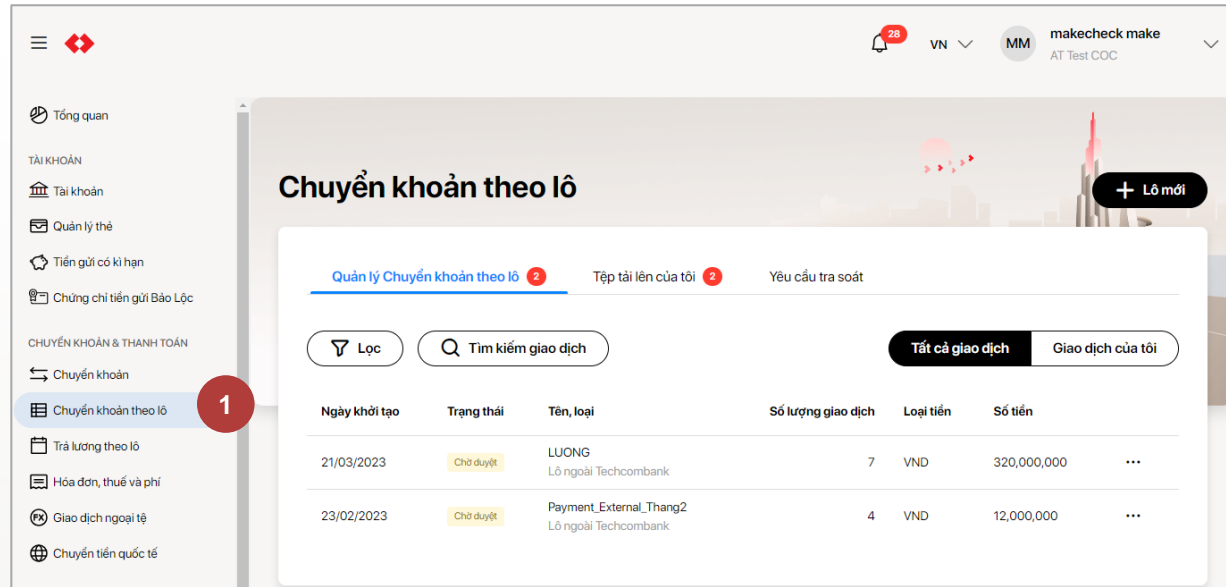 28
VN
MM
makecheck make
AT Test COC
Tổng quan
TÀI KHOẢN
Tài khoản
Quản lý thẻ
Tiền gửi có kì hạn
Chứng chỉ tiền gửi Bảo Lộc
CHUYỂN KHOẢN & THANH TOÁN
Chuyển khoản
Chuyển khoản theo lô
1
Trả lương theo lô
Hóa đơn, thuế và phí
FX Giao dịch ngoại tệ
Chuyển tiền quốc tế
Chuyển khoản theo lô
+ Lô mới
Quản lý Chuyển khoản theo lô 2 Tệp tải lên của tôi 2 Yêu cầu tra soát
Lọc Tìm kiếm giao dịch Tất cả giao dịch Giao dịch của tôi
Ngày khởi tạo Trạng thái Tên, loại Số lượng giao dịch Loại tiền Số tiền
21/03/2023 Chờ duyệt LUONG 7 VND 320,000,000 ...
Lô ngoài Techcombank
23/02/2023 Chờ duyệt Payment_External_Thang2 4 VND 12,000,000 ...
Lô ngoài Techcombank